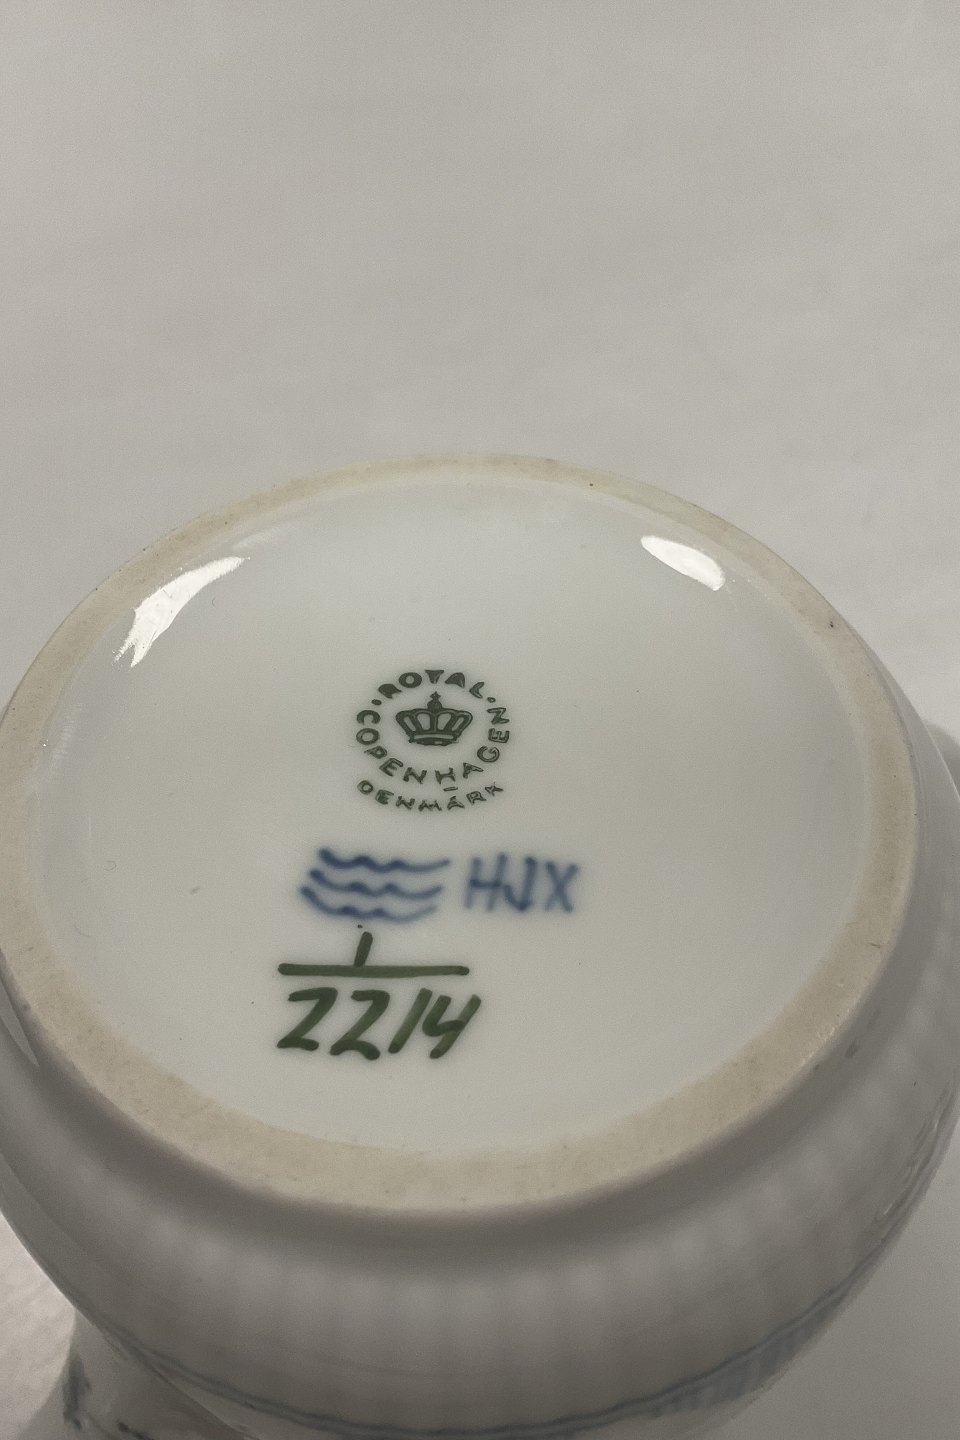 ROYAL
COPENHAGEN
DENMARK
HJX
1
2214